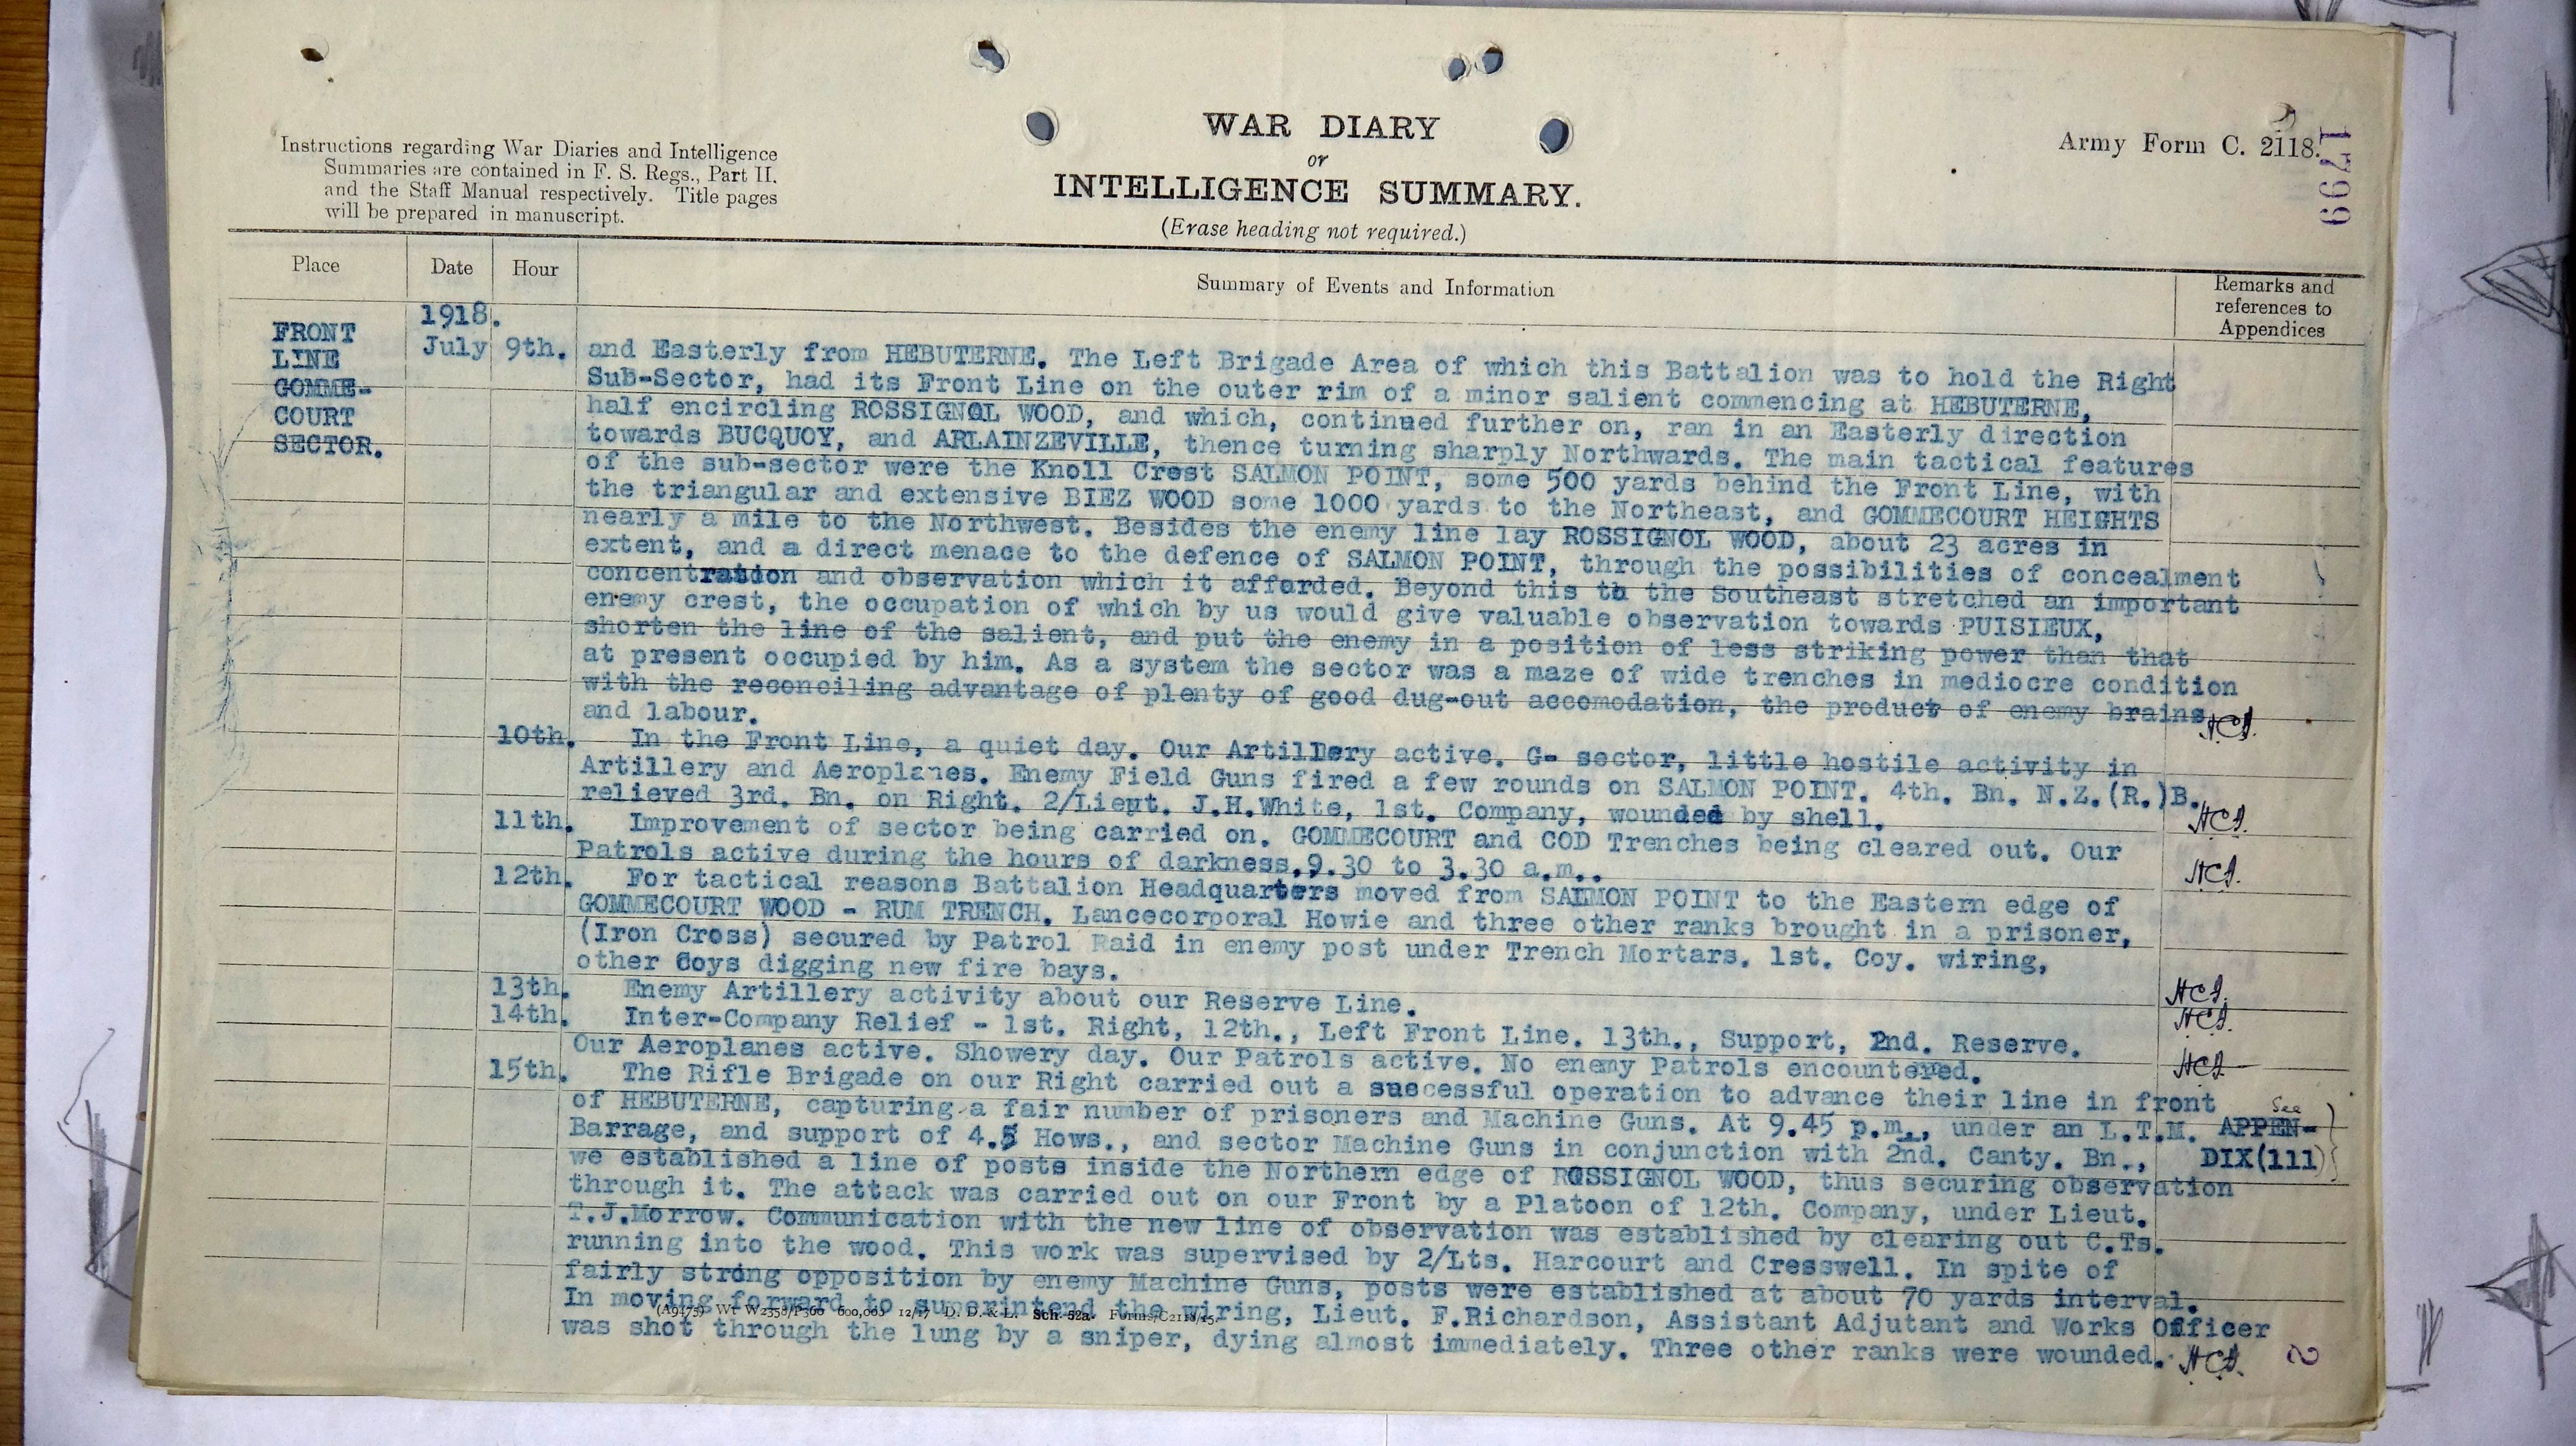 WAR DIARY
or
INTELLIGENCE SUMMARY.
(Erase heading not required.)
Instructions regarding War Diaries and Intelligence
Summaries are contained in F. S. Regs., Part II.
and the Staff Manual respectively. Title pages
will be prepared in manuscript.
Army Form C. 2118.
1799
Place Date Hour Summary of Events and Information Remarks and
references to
Appendices
FRONT
LINE
GOMME-
COURT
SECTOR.
1918.
July 9th. and Easterly from HEBUTERNE. The Left Brigade Area of which this Battalion was to hold the Right
Sub-Sector, had its Front Line on the outer rim of a minor salient commencing at HEBUTERNE,
half encircling ROSSIGNOL WOOD, and which, continued further on, ran in an Easterly direction
towards BUCQUOY, and ARLAINZEVILLE, thence turning sharply Northwards. The main tactical features
of the sub-sector were the Knoll Crest SALMON POINT, some 500 yards behind the Front Line, with
the triangular and extensive BIEZ WOOD some 1000 yards to the Northeast, and GOMMECOURT HEIGHTS
nearly a mile to the Northwest. Besides the enemy line lay ROSSIGNOL WOOD, about 23 acres in
extent, and a direct menace to the defence of SALMON POINT, through the possibilities of concealment
concentration and observation which it afforded. Beyond this to the Southeast stretched an important
enemy crest, the occupation of which by us would give valuable observation towards PUISIEUX,
shorten the line of the salient, and put the enemy in a position of less striking power than that
at present occupied by him. As a system the sector was a maze of wide trenches in mediocre condition
with the reconciling advantage of plenty of good dug-out accomodation, the product of enemy brains
and labour.
10th. In the Front Line, a quiet day. Our Artillery active. G- sector, little hostile activity in
Artillery and Aeroplanes. Enemy Field Guns fired a few rounds on SALMON POINT. 4th. Bn. N.Z.(R.)B.
relieved 3rd. Bn. on Right. 2/Lieut. J.H.White, 1st. Company, wounded by shell.
11th. Improvement of sector being carried on. GOMMECOURT and COD Trenches being cleared out. Our
Patrols active during the hours of darkness.9.30 to 3.30 a.m..
12th. For tactical reasons Battalion Headquarters moved from SALMON POINT to the Eastern edge of
GOMMECOURT WOOD - RUM TRENCH. Lancecorporal Howie and three other ranks brought in a prisoner,
(Iron Cross) secured by Patrol Raid in enemy post under Trench Mortars. 1st. Coy. wiring,
other Coys digging new fire bays.
13th. Enemy Artillery activity about our Reserve Line.
14th. Inter-Company Relief - 1st. Right, 12th., Left Front Line. 13th., Support, 2nd. Reserve.
Our Aeroplanes active. Showery day. Our Patrols active. No enemy Patrols encountered.
15th. The Rifle Brigade on our Right carried out a successful operation to advance their line in front
of HEBUTERNE, capturing a fair number of prisoners and Machine Guns. At 9.45 p.m., under an L.T.M. See APPEN-
Barrage, and support of 4.5 Hows., and sector Machine Guns in conjunction with 2nd. Canty. Bn., DIX(111)
we established a line of posts inside the Northern edge of ROSSIGNOL WOOD, thus securing observation
through it. The attack was carried out on our Front by a Platoon of 12th. Company, under Lieut.
T.J.Morrow. Communication with the new line of observation was established by clearing out C.Ts.
running into the wood. This work was supervised by 2/Lts. Harcourt and Cresswell. In spite of
fairly strong opposition by enemy Machine Guns, posts were established at about 70 yards interval.
In moving forward to superintend the wiring, Lieut. F.Richardson, Assistant Adjutant and Works Officer
was shot through the lung by a sniper, dying almost immediately. Three other ranks were wounded.
(A9475) Wt W2358/P360 600,000 12/17 D. D. & L. Sch. 52a. Forms/C2118/15.
2